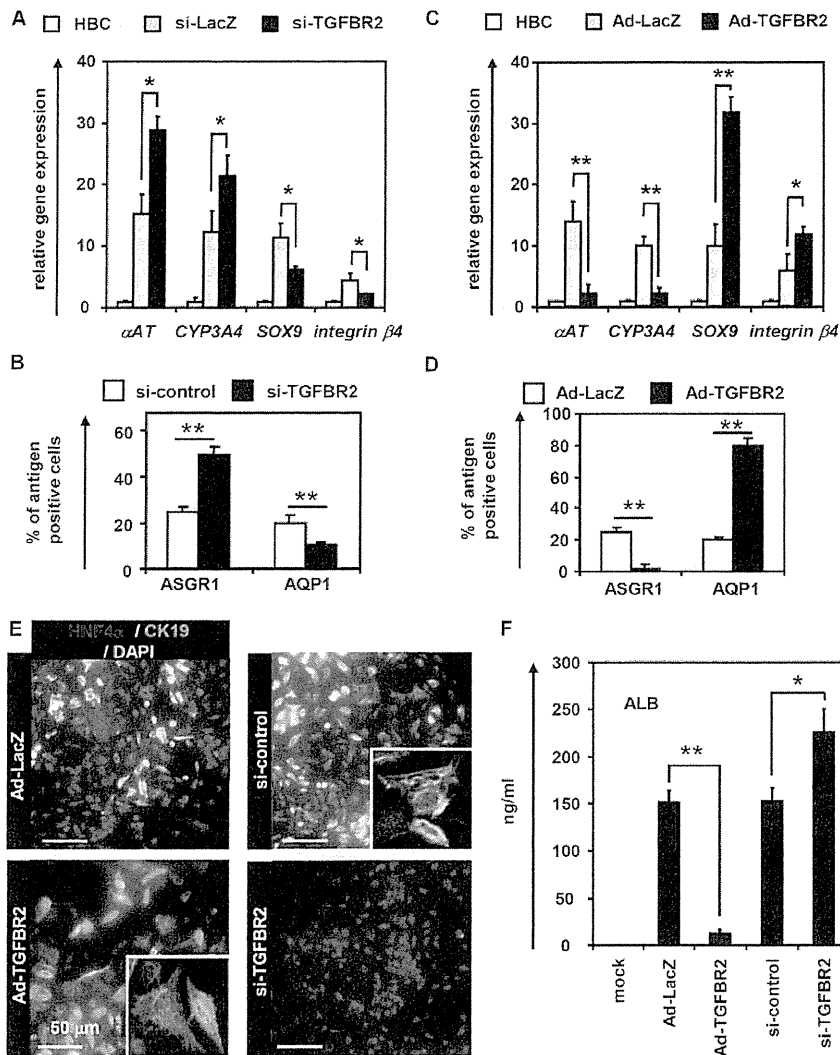 A
HBC si-LacZ si-TGFBR2
relative gene expression
40
30
20
10
0
* * * *
αAT CYP3A4 SOX9 integrin β4
C
HBC Ad-LacZ Ad-TGFBR2
relative gene expression
40
30
20
10
0
** ** ** *
αAT CYP3A4 SOX9 integrin β4
B
si-control si-TGFBR2
% of antigen
positive cells
60
40
20
0
** **
ASGR1 AQP1
D
Ad-LacZ Ad-TGFBR2
% of antigen
positive cells
100
80
60
40
20
0
** **
ASGR1 AQP1
E
HNF4α / CK19
/ DAPI
Ad-LacZ
si-control
Ad-TGFBR2
50 μm
si-TGFBR2
F
ng/ml
300
250
200
150
100
50
0
ALB
** *
mock Ad-LacZ Ad-TGFBR2 si-control si-TGFBR2